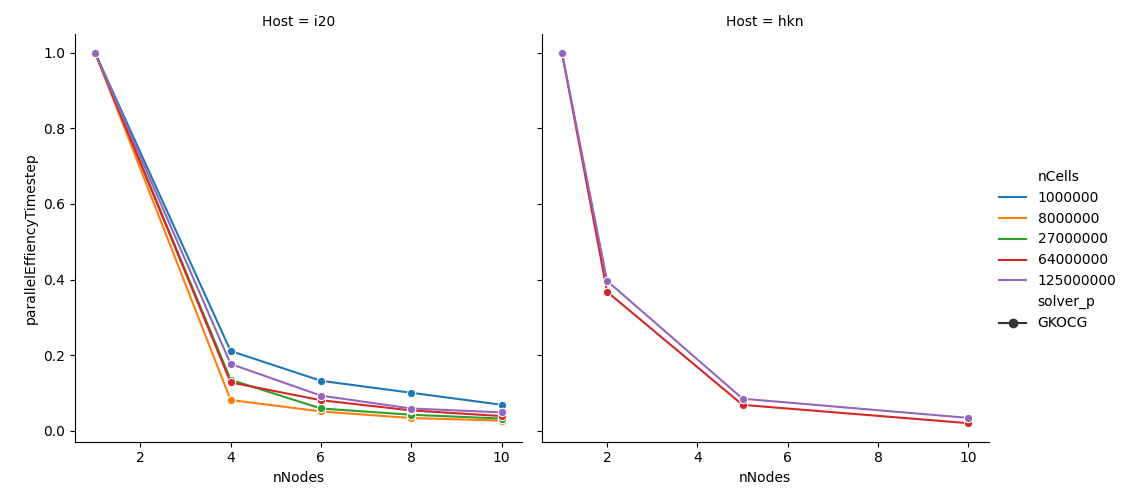 Host = i20
Host = hkn
1.0
0.8
0.6
0.4
0.2
0.0
parallelEffiencyTimestep
2 4 6 8 10
nNodes
2 4 6 8 10
nNodes
nCells
1000000
8000000
27000000
64000000
125000000
solver_p
GKOCG